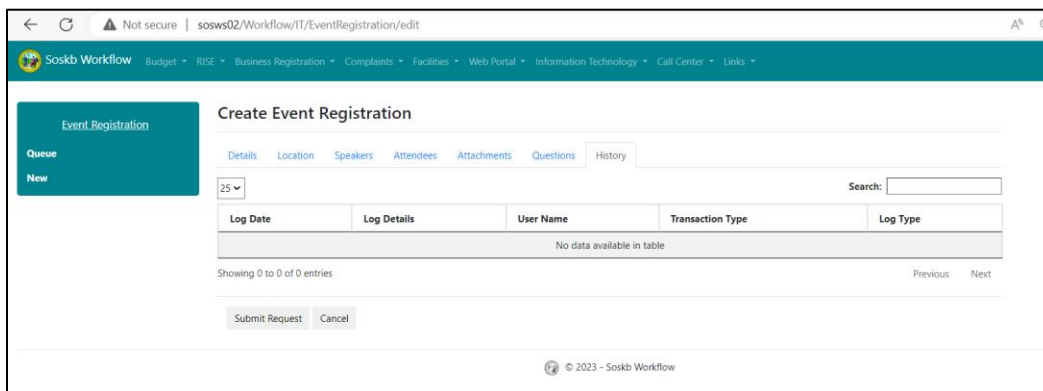 Not secure | sosws02/Workflow/IT/EventRegistration/edit
Soskb Workflow Budget RISE Business Registration Complaints Facilities Web Portal Information Technology Call Center Links
Event Registration
Queue
New
Create Event Registration
Details Location Speakers Attendees Attachments Questions History
25 Search:
Log Date Log Details User Name Transaction Type Log Type
No data available in table
Showing 0 to 0 of 0 entries Previous Next
Submit Request Cancel
© 2023 - Soskb Workflow